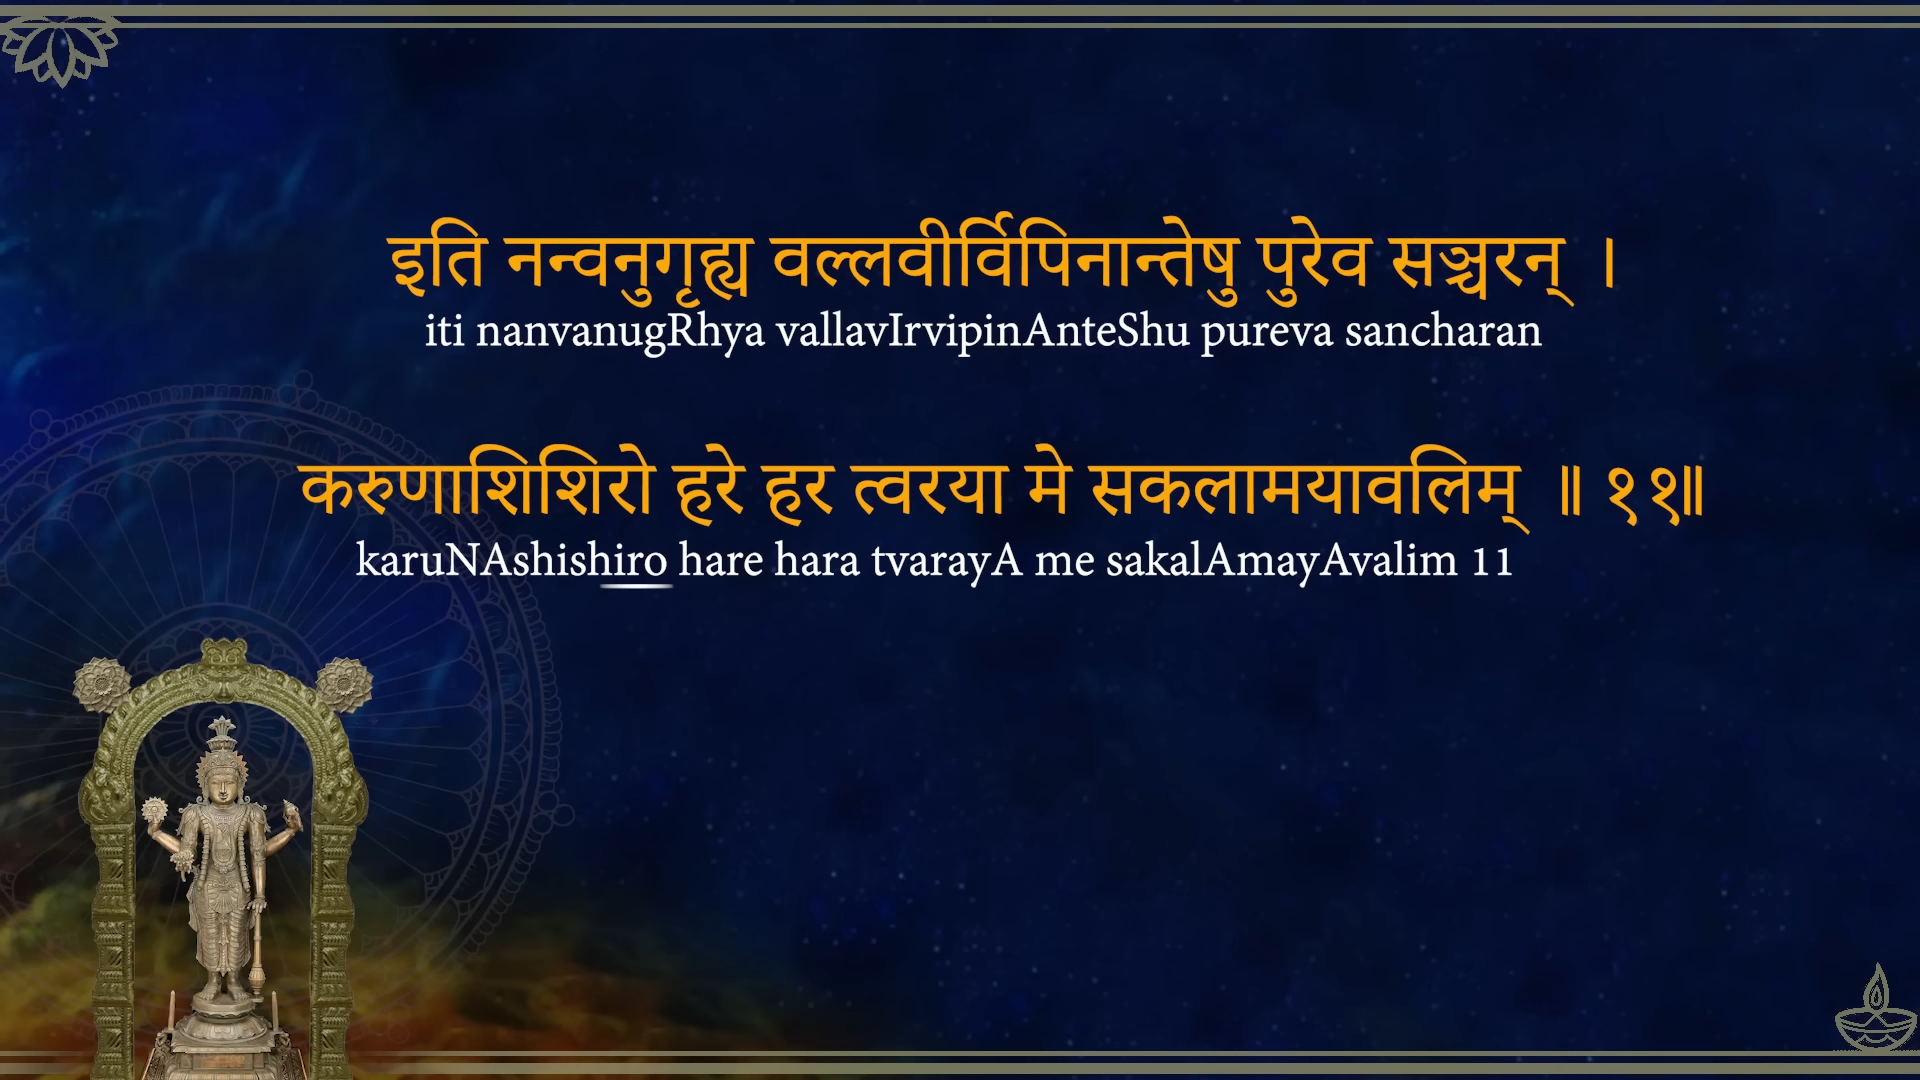 इति नन्वनुगृह्य वल्लवीर्विपिनान्तेषु पुरेव सञ्चरन् ।
iti nanvanugRhya vallavIrvipinAnteShu pureva sancharan
करुणाशिशिरो हरे हर त्वरया मे सकलामयावलिम् ॥ ११॥
karuNAshishiro hare hara tvarayA me sakalAmayAvalim 11